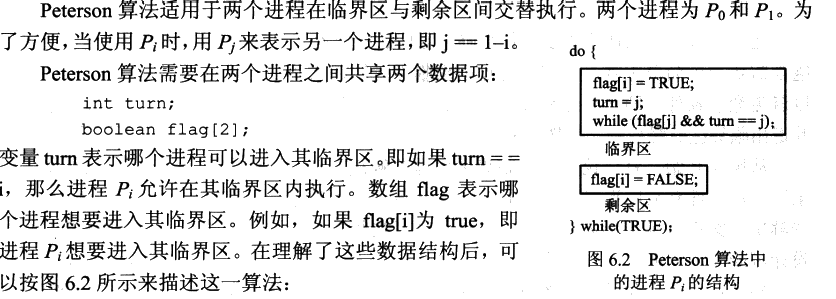 Peterson 算法适用于两个进程在临界区与剩余区间交替执行。两个进程为 P0 和 P1。为
了方便，当使用 Pi 时，用 Pj 来表示另一个进程，即 j == 1–i。
Peterson 算法需要在两个进程之间共享两个数据项：
int turn;
boolean flag[2];
变量 turn 表示哪个进程可以进入其临界区。即如果 turn = =
i，那么进程 Pi 允许在其临界区内执行。数组 flag 表示哪
个进程想要进入其临界区。例如，如果 flag[i]为 true，即
进程 Pi 想要进入其临界区。在理解了这些数据结构后，可
以按图 6.2 所示来描述这一算法：
do {
flag[i] = TRUE;
turn = j;
while (flag[j] && turn == j);
临界区
flag[i] = FALSE;
剩余区
} while(TRUE);
图 6.2 Peterson 算法中
的进程 Pi 的结构